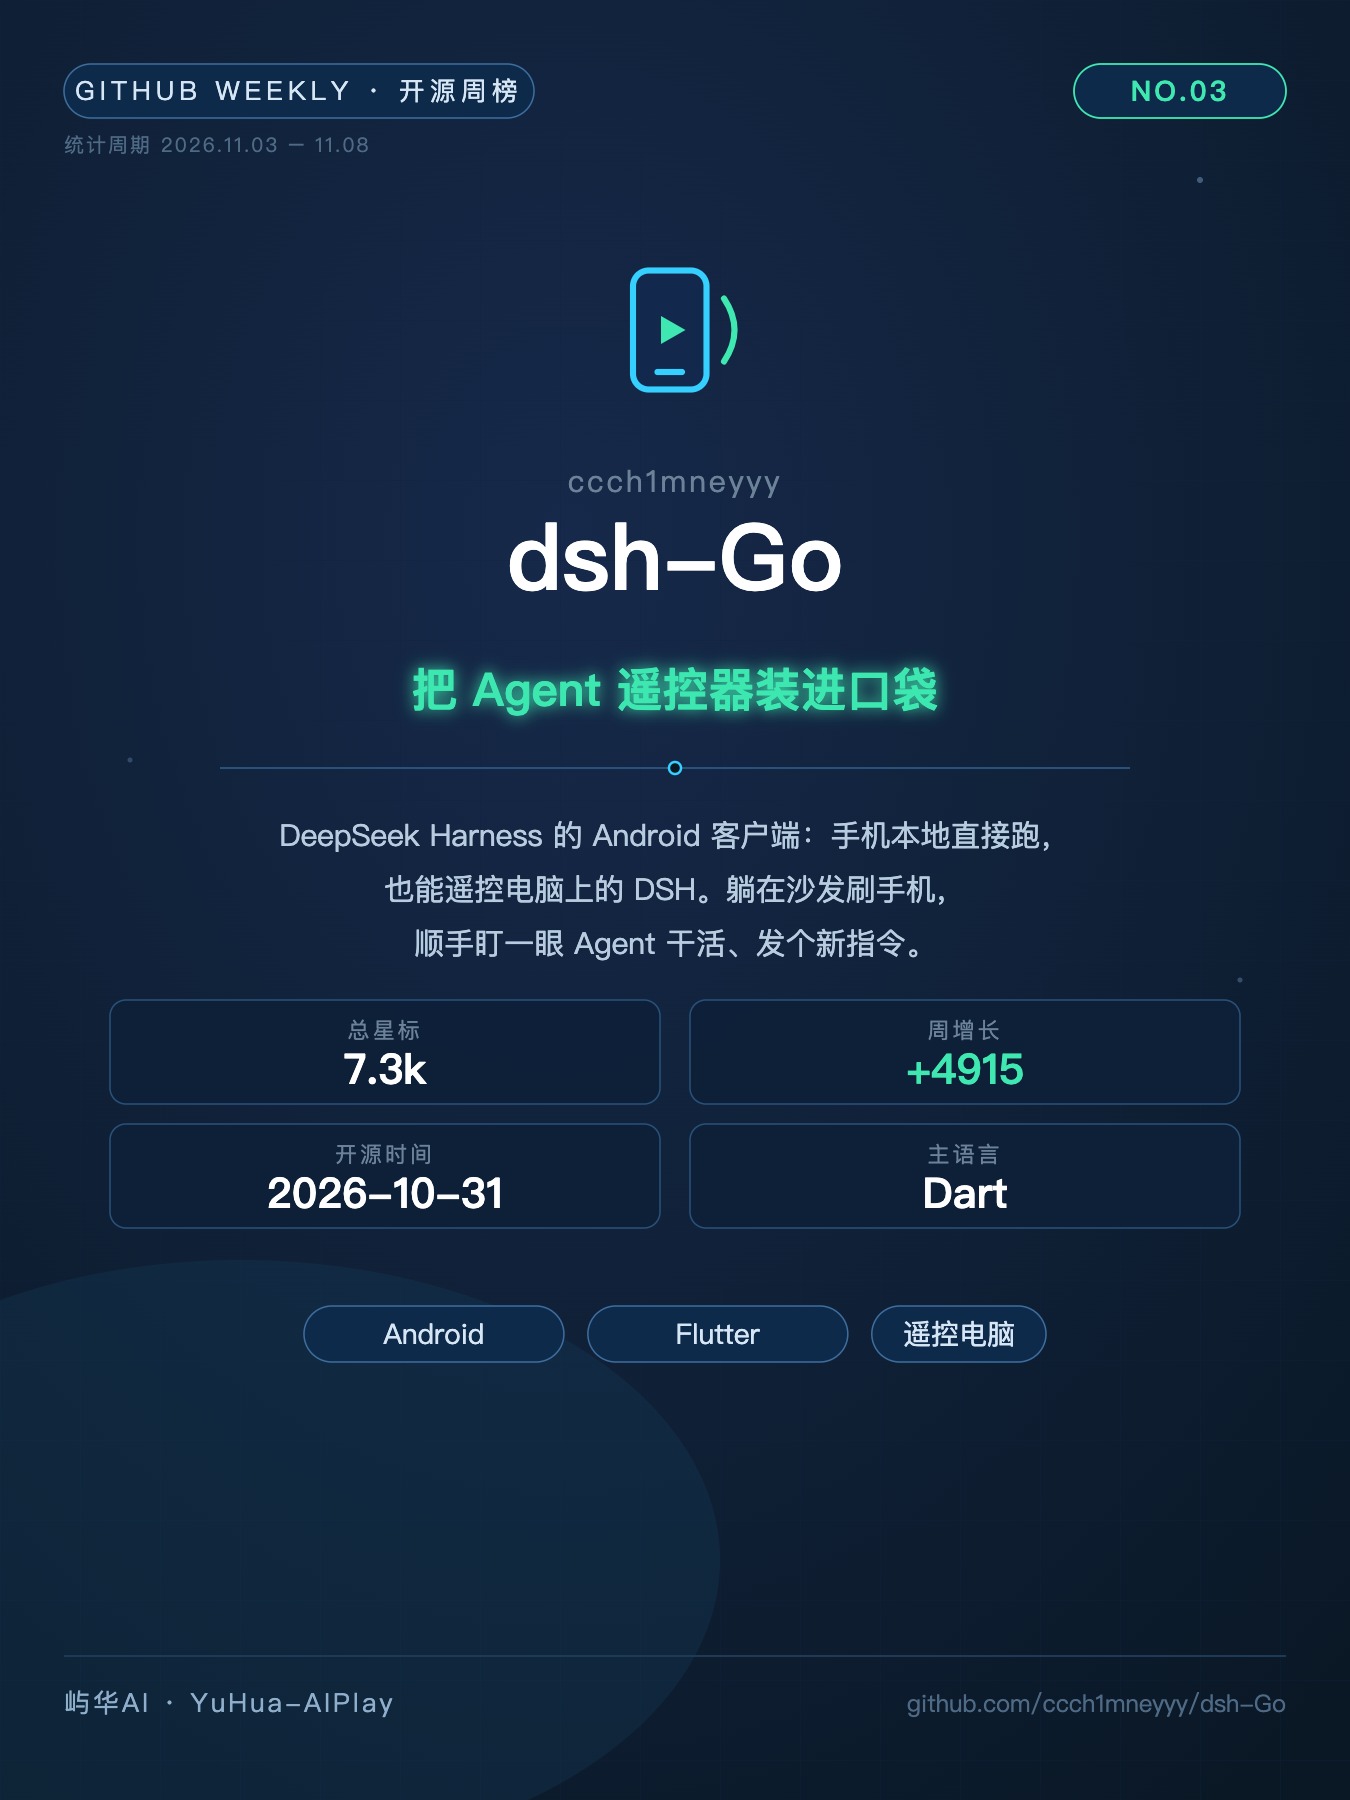 GITHUB WEEKLY · 开源周榜
NO.03
统计周期 2026.11.03 — 11.08
ccch1mneyyy
dsh-Go
把 Agent 遥控器装进口袋
DeepSeek Harness 的 Android 客户端：手机本地直接跑，
也能遥控电脑上的 DSH。躺在沙发刷手机，
顺手盯一眼 Agent 干活、发个新指令。
总星标
7.3k
周增长
+4915
开源时间
2026-10-31
主语言
Dart
Android
Flutter
遥控电脑
屿华AI · YuHua-AIPlay
github.com/ccch1mneyyy/dsh-Go